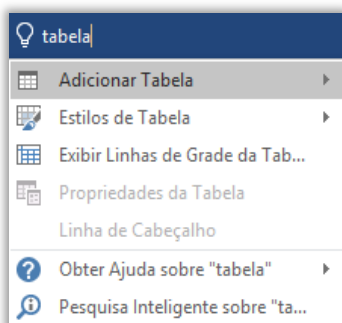 tabela
Adicionar Tabela
Estilos de Tabela
Exibir Linhas de Grade da Tab...
Propriedades da Tabela
Linha de Cabeçalho
Obter Ajuda sobre "tabela"
Pesquisa Inteligente sobre "ta...